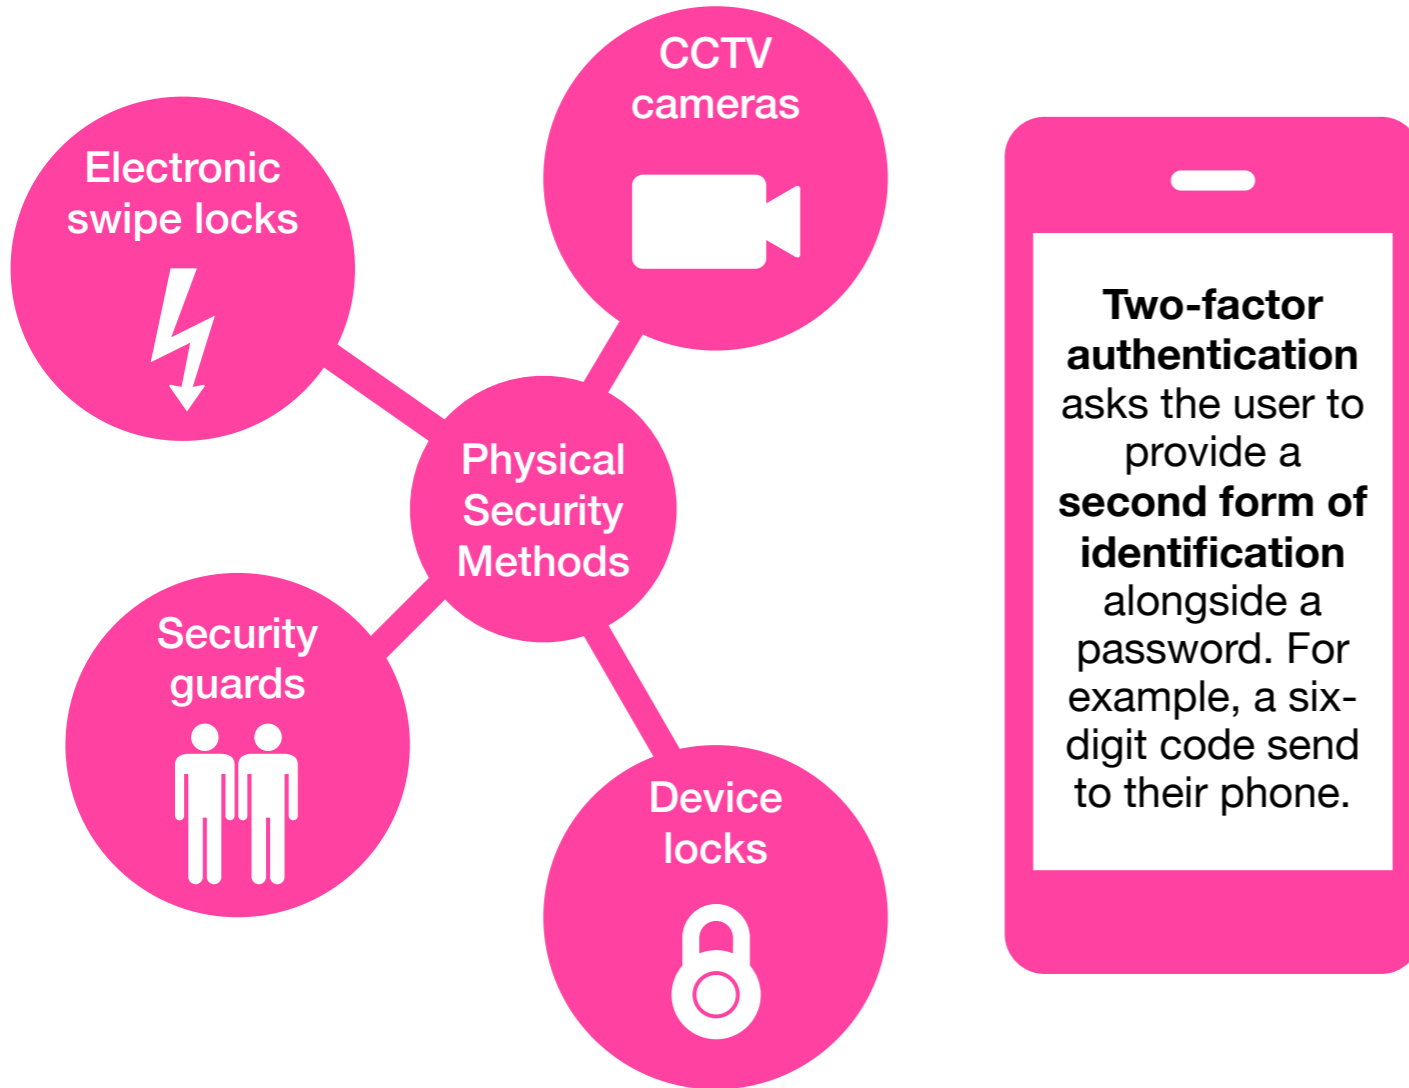 CCTV
cameras
Electronic
swipe locks
Physical
Security
Methods
Security
guards
Device
locks
Two-factor
authentication
asks the user to
provide a
second form of
identification
alongside a
password. For
example, a six-
digit code send
to their phone.